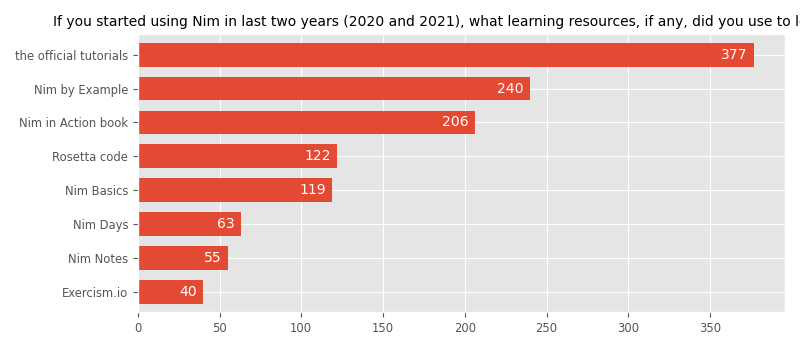 If you started using Nim in last two years (2020 and 2021), what learning resources, if any, did you use to
the official tutorials 377
Nim by Example 240
Nim in Action book 206
Rosetta code 122
Nim Basics 119
Nim Days 63
Nim Notes 55
Exercism.io 40
0 50 100 150 200 250 300 350